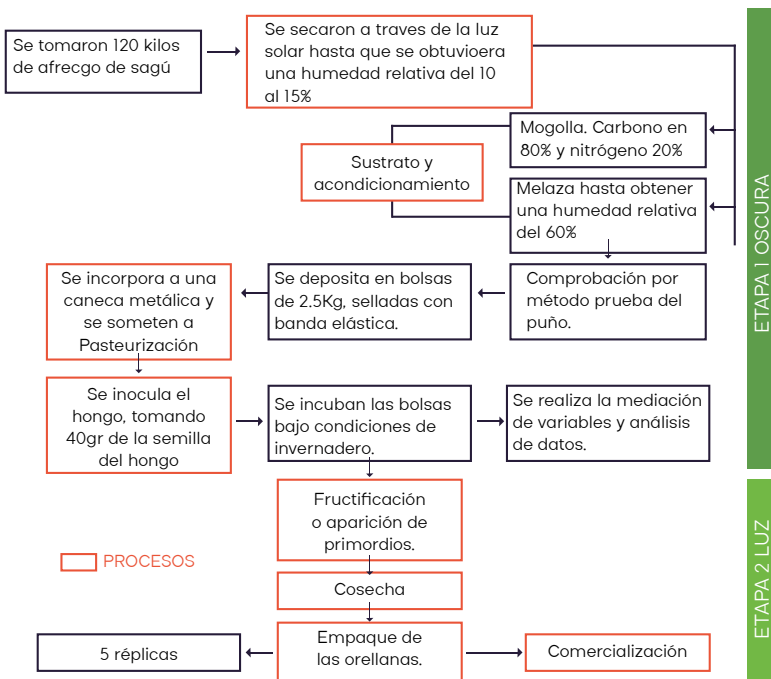 Se tomaron 120 kilos
de afrecgo de sagú
Se secaron a traves de la luz
solar hasta que se obtuvioera
una humedad relativa del 10
al 15%
Mogolla. Carbono en
80% y nitrógeno 20%
Sustrato y
acondicionamiento
Melaza hasta obtener
una humedad relativa
del 60%
Se incorpora a una
caneca metálica y
se someten a
Pasteurización
Se deposita en bolsas
de 2.5Kg, selladas con
banda elástica.
Comprobación por
método prueba del
puño.
Se inocula el
hongo, tomando
40gr de la semilla
del hongo
Se incuban las bolsas
bajo condiciones de
invernadero.
Se realiza la mediación
de variables y análisis
de datos.
ETAPA 1 OSCURA
Fructificación
o aparición de
primordios.
PROCESOS
Cosecha
5 réplicas
Empaque de
las orellanas.
Comercialización
ETAPA 2 LUZ